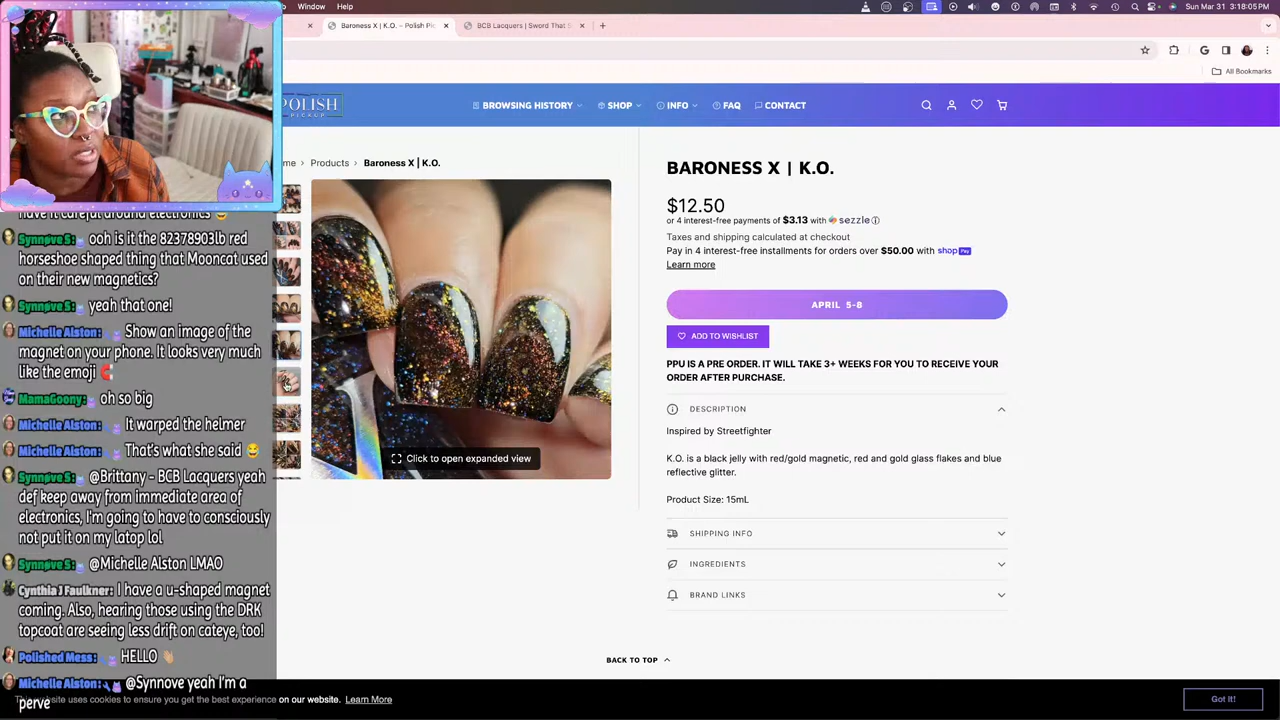 Window Help
Sun Mar 31 3:18:05 PM
Baroness X | K.O. – Polish Pic
BCB Lacquers | Sword That S
All Bookmarks
POLISH
PICKUP
BROWSING HISTORY
SHOP
INFO
FAQ
CONTACT
me > Products > Baroness X | K.O.
BARONESS X | K.O.
$12.50
or 4 interest-free payments of $3.13 with sezzle
Taxes and shipping calculated at checkout
Pay in 4 interest-free installments for orders over $50.00 with shop Pay
Learn more
APRIL 5-8
ADD TO WISHLIST
PPU IS A PRE ORDER. IT WILL TAKE 3+ WEEKS FOR YOU TO RECEIVE YOUR
ORDER AFTER PURCHASE.
DESCRIPTION
Inspired by Streetfighter
K.O. is a black jelly with red/gold magnetic, red and gold glass flakes and blue
reflective glitter.
Product Size: 15mL
SHIPPING INFO
INGREDIENTS
BRAND LINKS
Click to open expanded view
BACK TO TOP
have it careful around electronics 😅
Synnove S: ooh is it the 82378903lb red
horseshoe shaped thing that Mooncat used
on their new magnetics?
Synnove S: yeah that one!
Michelle Alston: Show an image of the
magnet on your phone. It looks very much
like the emoji 🧲
MamaGoony: oh so big
Michelle Alston: It warped the helmer
Michelle Alston: That's what she said 😂
Synnove S: @Brittany - BCB Lacquers yeah
def keep away from immediate area of
electronics, I'm going to have to consciously
not put it on my latop lol
Synnove S: @Michelle Alston LMAO
Cynthia J Faulkner: I have a u-shaped magnet
coming. Also, hearing those using the DRK
topcoat are seeing less drift on cateye, too!
Polished Mess: HELLO 👋🏽
Michelle Alston: @Synnove yeah I'm a
perve
This website uses cookies to ensure you get the best experience on our website. Learn More
Got it!